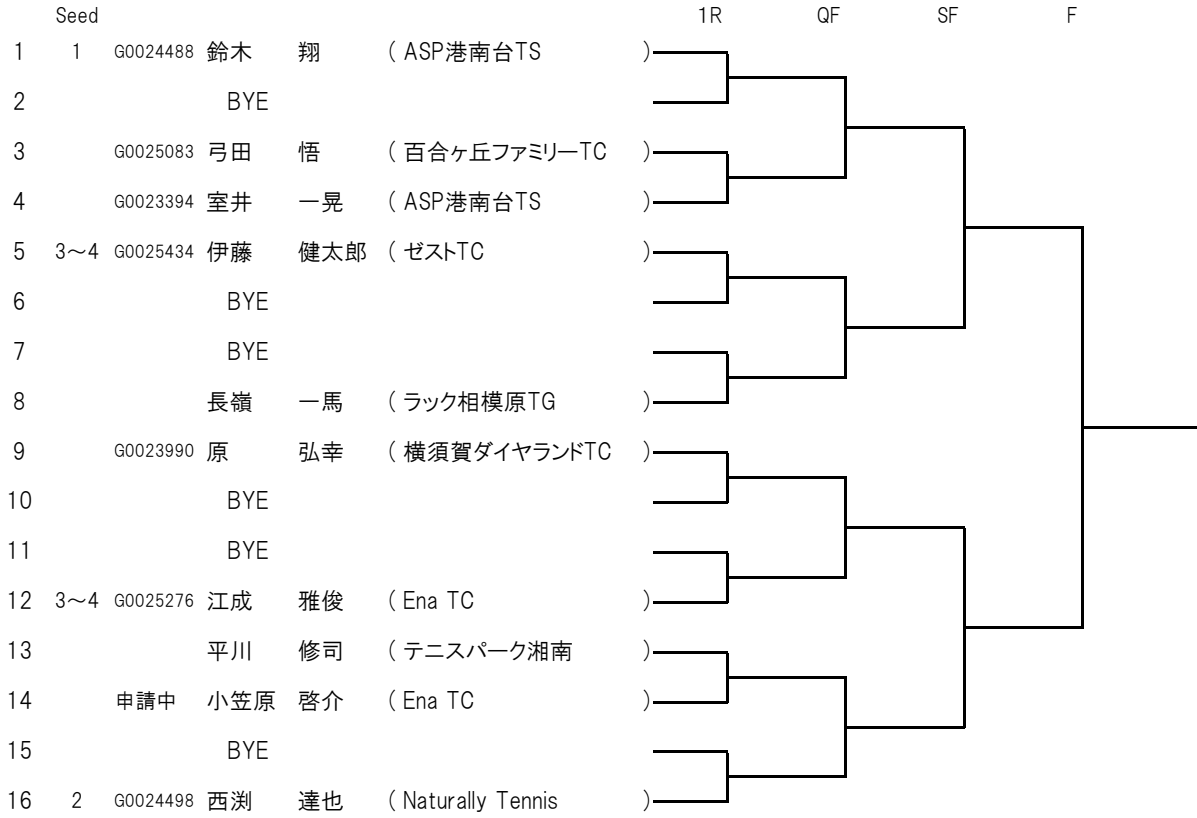 Seed 1R QF SF F
1 1 G0024488 鈴木 翔 ( ASP港南台TS )
2 BYE
3 G0025083 弓田 悟 ( 百合ヶ丘ファミリーTC )
4 G0023394 室井 一晃 ( ASP港南台TS )
5 3～4 G0025434 伊藤 健太郎 ( ゼストTC )
6 BYE
7 BYE
8 長嶺 一馬 ( ラック相模原TG )
9 G0023990 原 弘幸 ( 横須賀ダイヤランドTC )
10 BYE
11 BYE
12 3～4 G0025276 江成 雅俊 ( Ena TC )
13 平川 修司 ( テニスパーク湘南 )
14 申請中 小笠原 啓介 ( Ena TC )
15 BYE
16 2 G0024498 西渕 達也 ( Naturally Tennis )